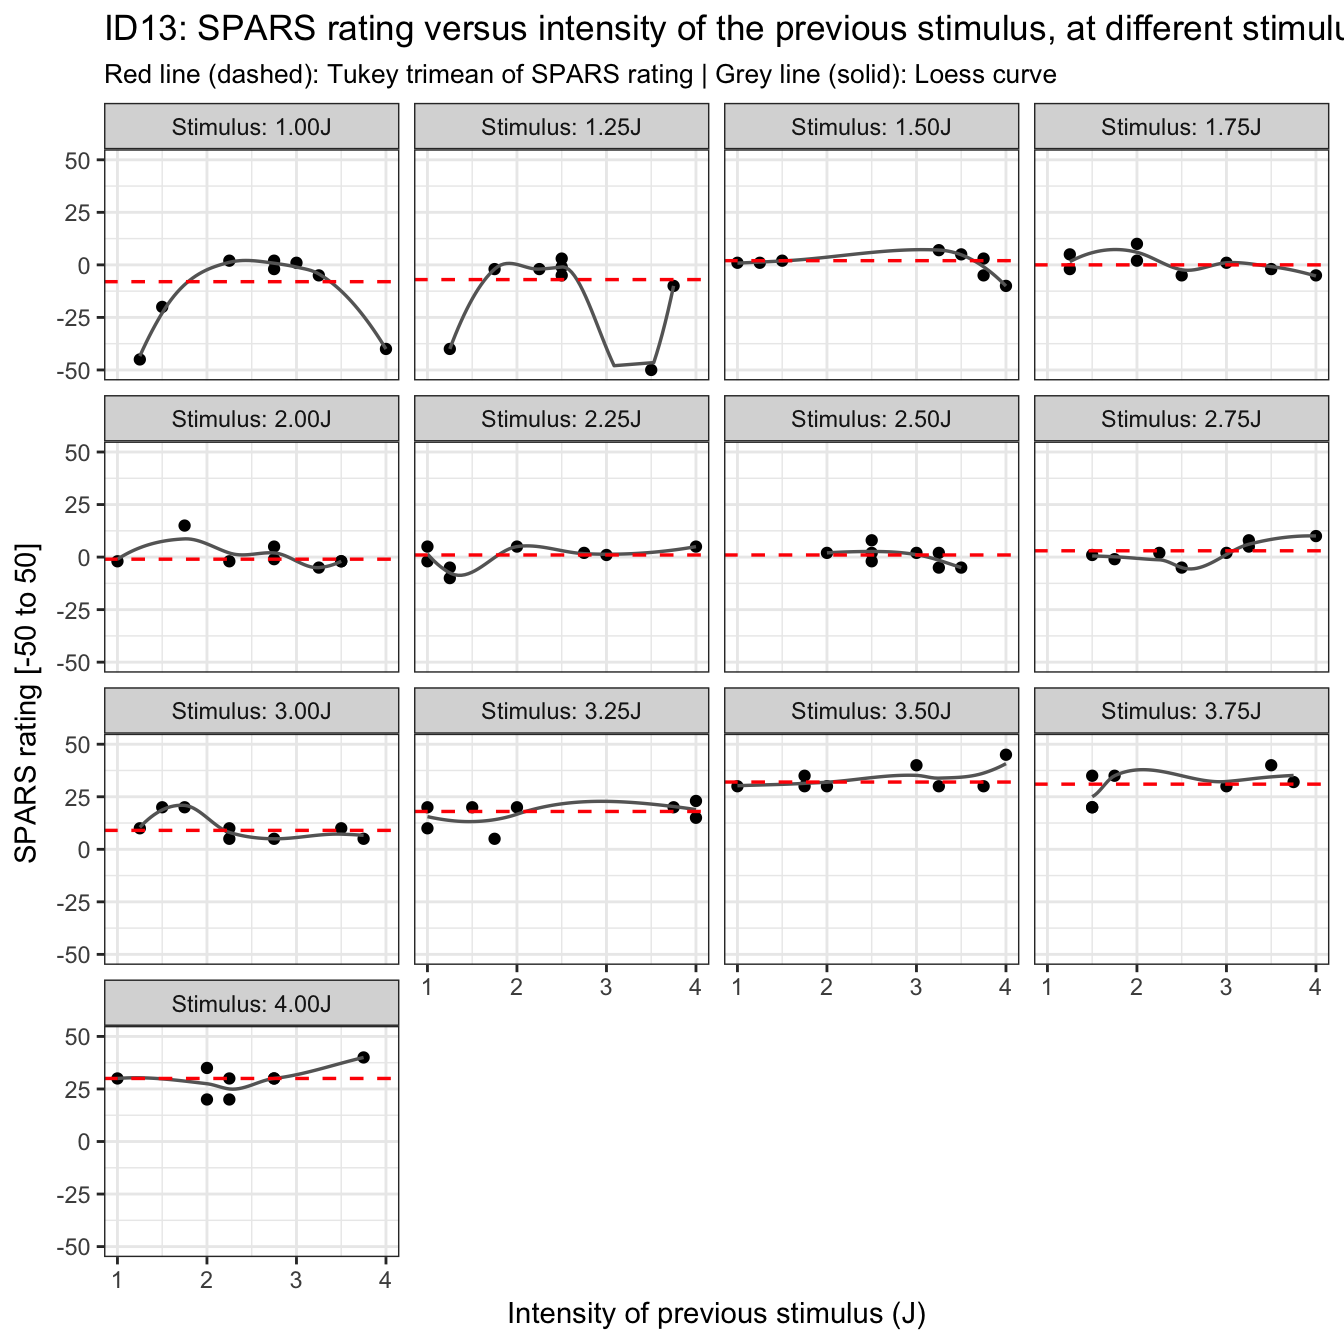 ID13: SPARS rating versus intensity of the previous stimulus, at different
Red line (dashed): Tukey trimean of SPARS rating | Grey line (solid): Loess curve
Stimulus: 1.00J Stimulus: 1.25J Stimulus: 1.50J Stimulus: 1.75J
50
25
0
-25
-50
Stimulus: 2.00J Stimulus: 2.25J Stimulus: 2.50J Stimulus: 2.75J
50
25
0
-25
-50
Stimulus: 3.00J Stimulus: 3.25J Stimulus: 3.50J Stimulus: 3.75J
50
25
0
-25
-50
1 2 3 4 1 2 3 4 1 2 3 4
Stimulus: 4.00J
50
25
0
-25
-50
1 2 3 4
SPARS rating [-50 to 50]
Intensity of previous stimulus (J)